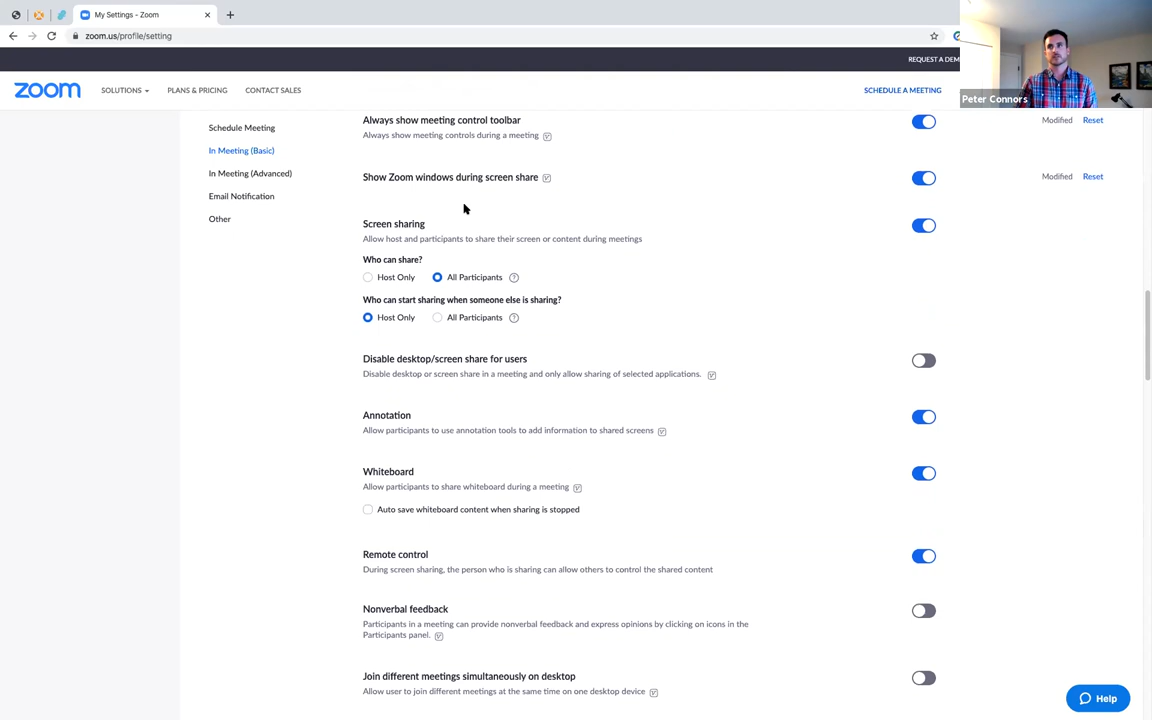 My Settings - Zoom
zoom.us/profile/setting
REQUEST A DEM
Peter Connors
zoom
SOLUTIONS
PLANS & PRICING
CONTACT SALES
SCHEDULE A MEETING
Schedule Meeting
In Meeting (Basic)
In Meeting (Advanced)
Email Notification
Other
Always show meeting control toolbar
Modified Reset
Always show meeting controls during a meeting
Show Zoom windows during screen share
Modified Reset
Screen sharing
Allow host and participants to share their screen or content during meetings
Who can share?
Host Only All Participants ?
Who can start sharing when someone else is sharing?
Host Only All Participants ?
Disable desktop/screen share for users
Disable desktop or screen share in a meeting and only allow sharing of selected applications.
Annotation
Allow participants to use annotation tools to add information to shared screens
Whiteboard
Allow participants to share whiteboard during a meeting
Auto save whiteboard content when sharing is stopped
Remote control
During screen sharing, the person who is sharing can allow others to control the shared content
Nonverbal feedback
Participants in a meeting can provide nonverbal feedback and express opinions by clicking on icons in the
Participants panel.
Join different meetings simultaneously on desktop
Allow user to join different meetings at the same time on one desktop device
Help